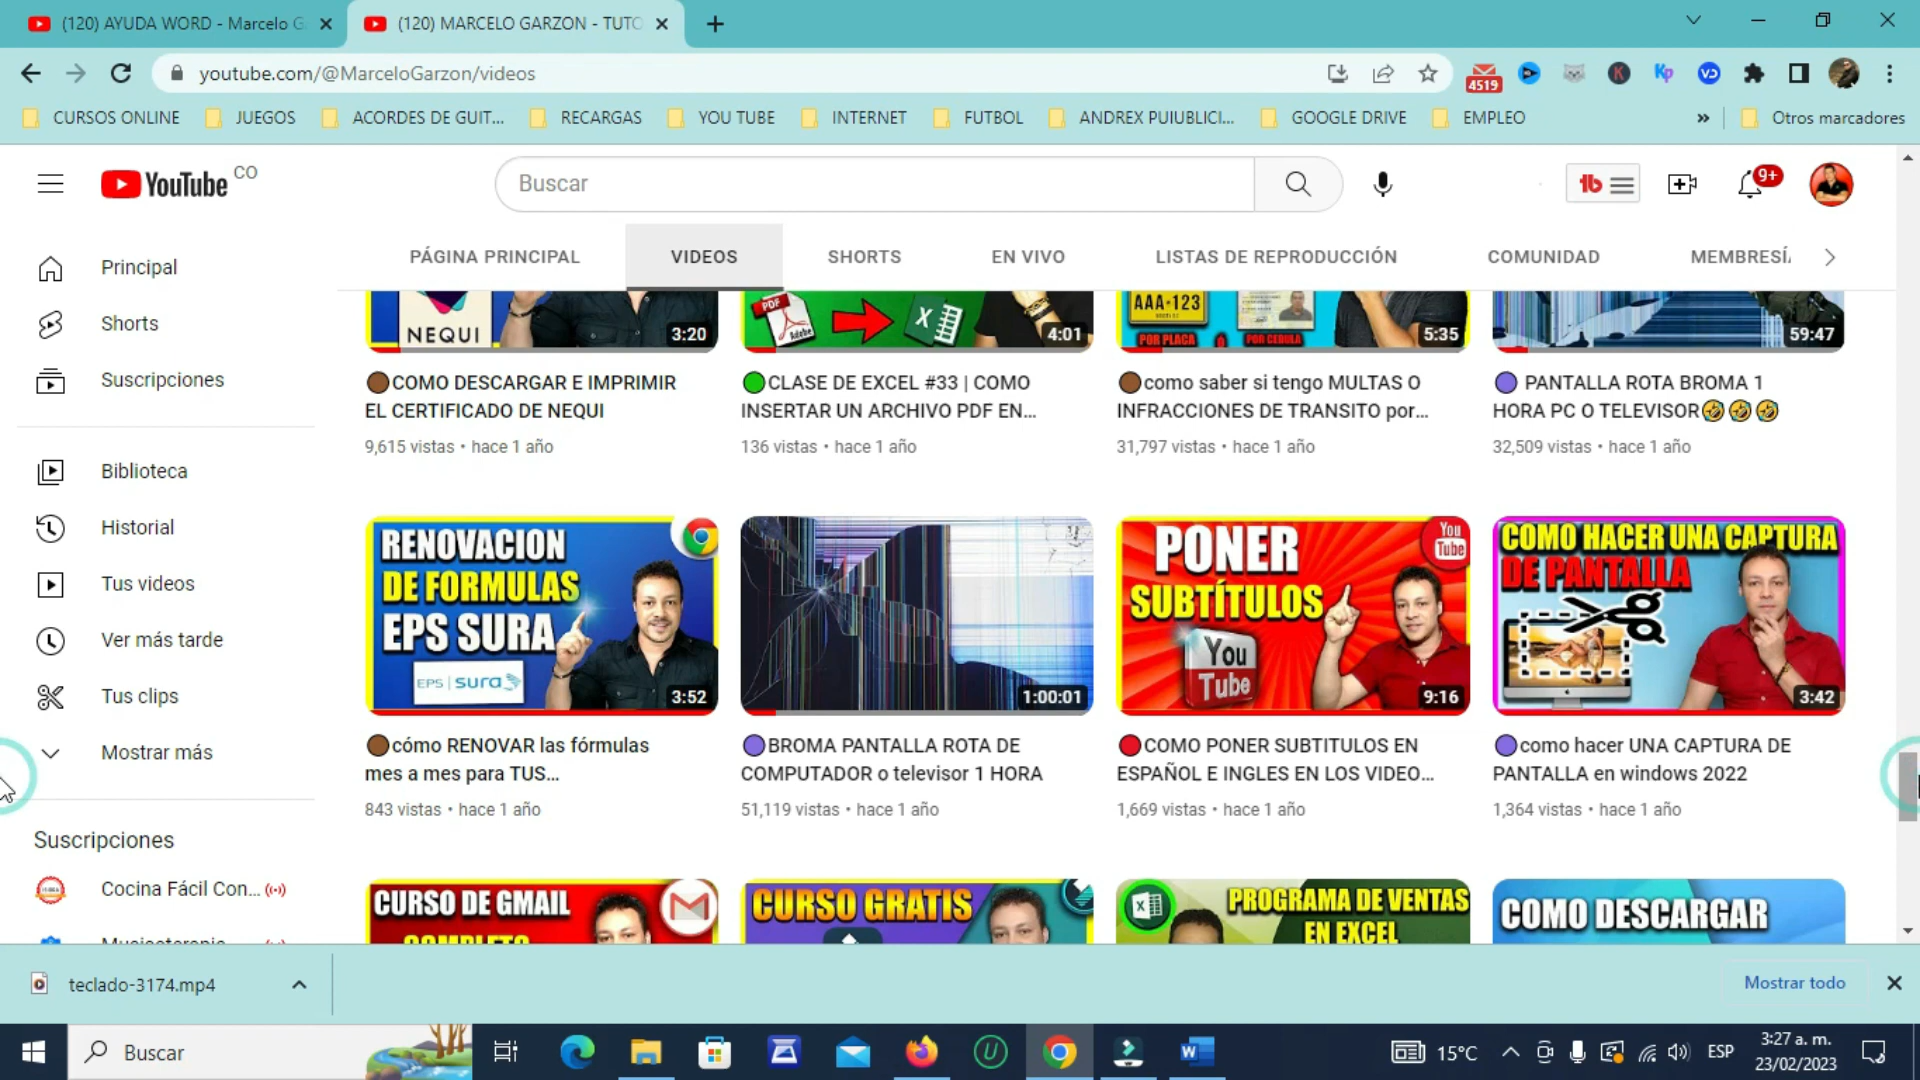 (120) AYUDA WORD - Marcelo G
(120) MARCELO GARZON - TUTO
youtube.com/@MarceloGarzon/videos
4519
CURSOS ONLINE
JUEGOS
ACORDES DE GUIT...
RECARGAS
YOU TUBE
INTERNET
FUTBOL
ANDREX PUIUBLICI...
GOOGLE DRIVE
EMPLEO
»
Otros marcadores
YouTube CO
Buscar
9+
PÁGINA PRINCIPAL
VIDEOS
SHORTS
EN VIVO
LISTAS DE REPRODUCCIÓN
COMUNIDAD
MEMBRESÍ
Principal
Shorts
Suscripciones
Biblioteca
Historial
Tus videos
Ver más tarde
Tus clips
Mostrar más
Suscripciones
Cocina Fácil Con...
NEQUI
3:20
COMO DESCARGAR E IMPRIMIR
EL CERTIFICADO DE NEQUI
9,615 vistas • hace 1 año
PDF
Adobe
4:01
CLASE DE EXCEL #33 | COMO
INSERTAR UN ARCHIVO PDF EN...
136 vistas • hace 1 año
AAA·123
POR PLACA
POR CEDULA
5:35
como saber si tengo MULTAS O
INFRACCIONES DE TRANSITO por...
31,797 vistas • hace 1 año
59:47
PANTALLA ROTA BROMA 1
HORA PC O TELEVISOR🤣🤣🤣
32,509 vistas • hace 1 año
RENOVACION
DE FORMULAS
EPS SURA
EPS | sura
3:52
cómo RENOVAR las fórmulas
mes a mes para TUS...
843 vistas • hace 1 año
1:00:01
BROMA PANTALLA ROTA DE
COMPUTADOR o televisor 1 HORA
51,119 vistas • hace 1 año
PONER
SUBTÍTULOS
You
Tube
You
Tube
9:16
COMO PONER SUBTITULOS EN
ESPAÑOL E INGLES EN LOS VIDEO...
1,669 vistas • hace 1 año
COMO HACER UNA CAPTURA
DE PANTALLA
3:42
como hacer UNA CAPTURA DE
PANTALLA en windows 2022
1,364 vistas • hace 1 año
CURSO DE GMAIL
COMPLETO
CURSO GRATIS
PROGRAMA DE VENTAS
EN EXCEL
COMO DESCARGAR
teclado-3174.mp4
Mostrar todo
Buscar
15°C
ESP
3:27 a. m.
23/02/2023